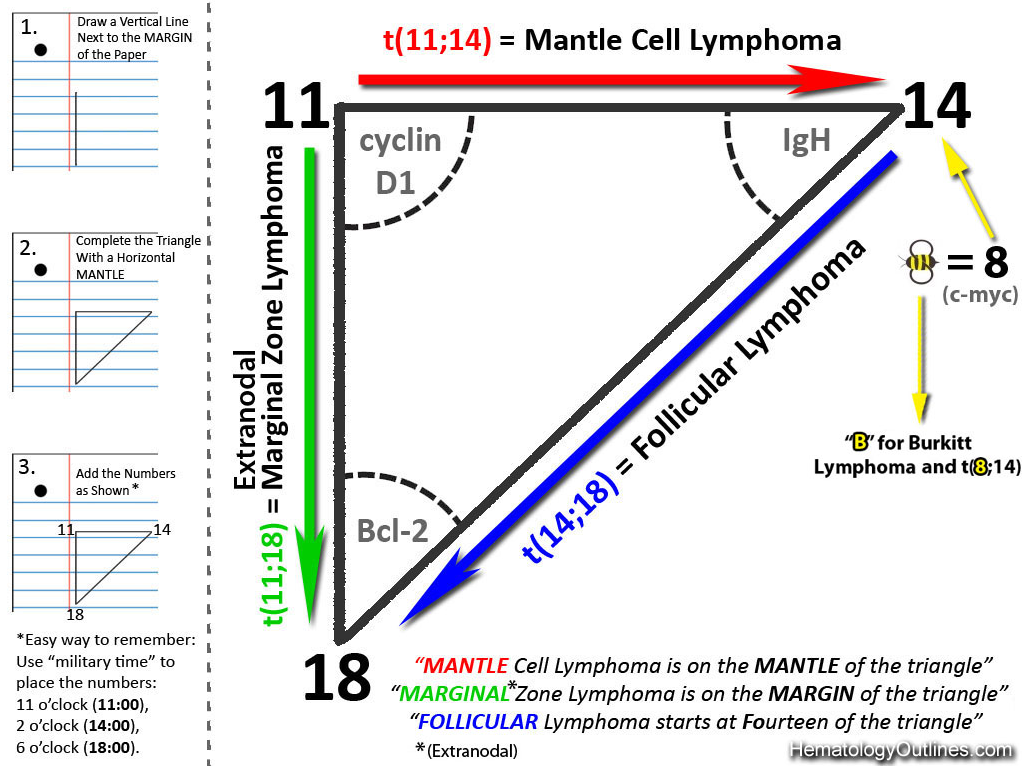 1.
Draw a Vertical Line
Next to the MARGIN
of the Paper
2.
Complete the Triangle
With a Horizontal
MANTLE
3.
Add the Numbers
as Shown *
11
14
18
*Easy way to remember:
Use “military time” to
place the numbers:
11 o’clock (11:00),
2 o’clock (14:00),
6 o’clock (18:00).
t(11;14) = Mantle Cell Lymphoma
11
14
cyclin
D1
IgH
Extranodal
t(11;18) = Marginal Zone Lymphoma
t(14;18) = Follicular Lymphoma
Bcl-2
18
= 8
(c-myc)
“B” for Burkitt
Lymphoma and t(8;14)
“MANTLE Cell Lymphoma is on the MANTLE of the triangle”
“MARGINAL*Zone Lymphoma is on the MARGIN of the triangle”
“FOLLICULAR Lymphoma starts at Fourteen of the triangle”
*(Extranodal)
HematologyOutlines.com